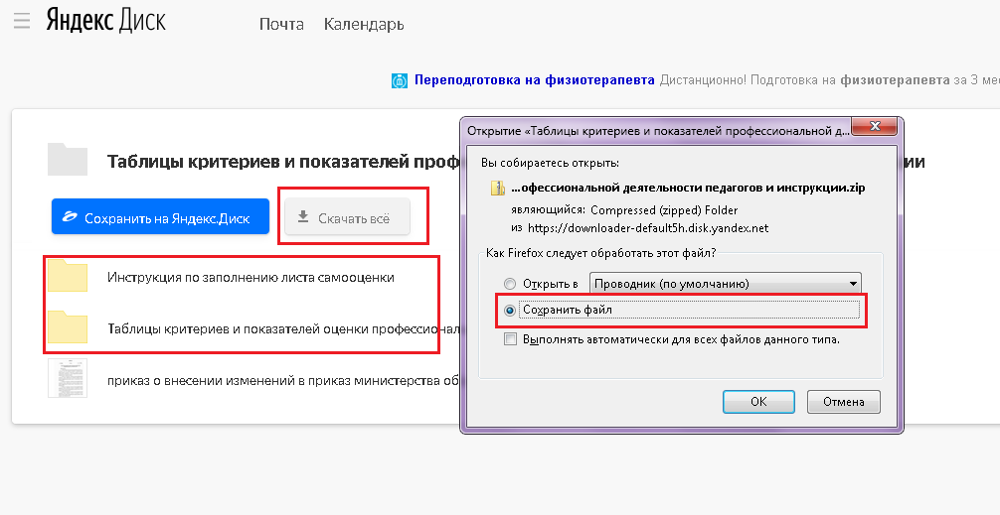 Яндекс Диск
Почта Календарь
Переподготовка на физиотерапевта Дистанционно! Подготовка на физиотерапевта за 3 мес
Таблицы критериев и показателей проф
ии
Сохранить на Яндекс.Диск
Скачать всё
Инструкция по заполнению листа самооценки
Таблицы критериев и показателей оценки профессионал
приказ о внесении изменений в приказ министерства об
Открытие «Таблицы критериев и показателей профессиональной д...
Вы собираетесь открыть:
...офессиональной деятельности педагогов и инструкции.zip
являющийся: Compressed (zipped) Folder
из https://downloader-default5h.disk.yandex.net
Как Firefox следует обработать этот файл?
Открыть в Проводник (по умолчанию)
Сохранить файл
Выполнять автоматически для всех файлов данного типа.
ОК
Отмена